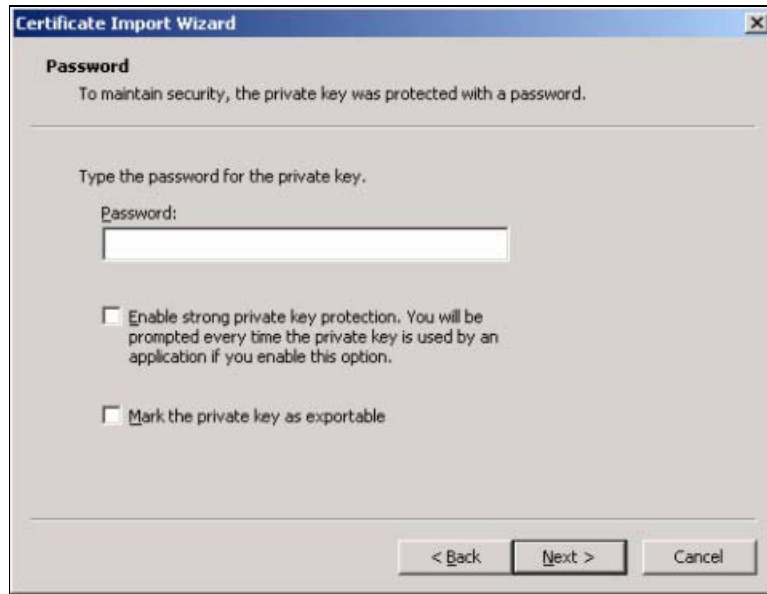 Certificate Import Wizard
Password
To maintain security, the private key was protected with a password.
Type the password for the private key.
Password:
Enable strong private key protection. You will be
prompted every time the private key is used by an
application if you enable this option.
Mark the private key as exportable
< Back
Next >
Cancel